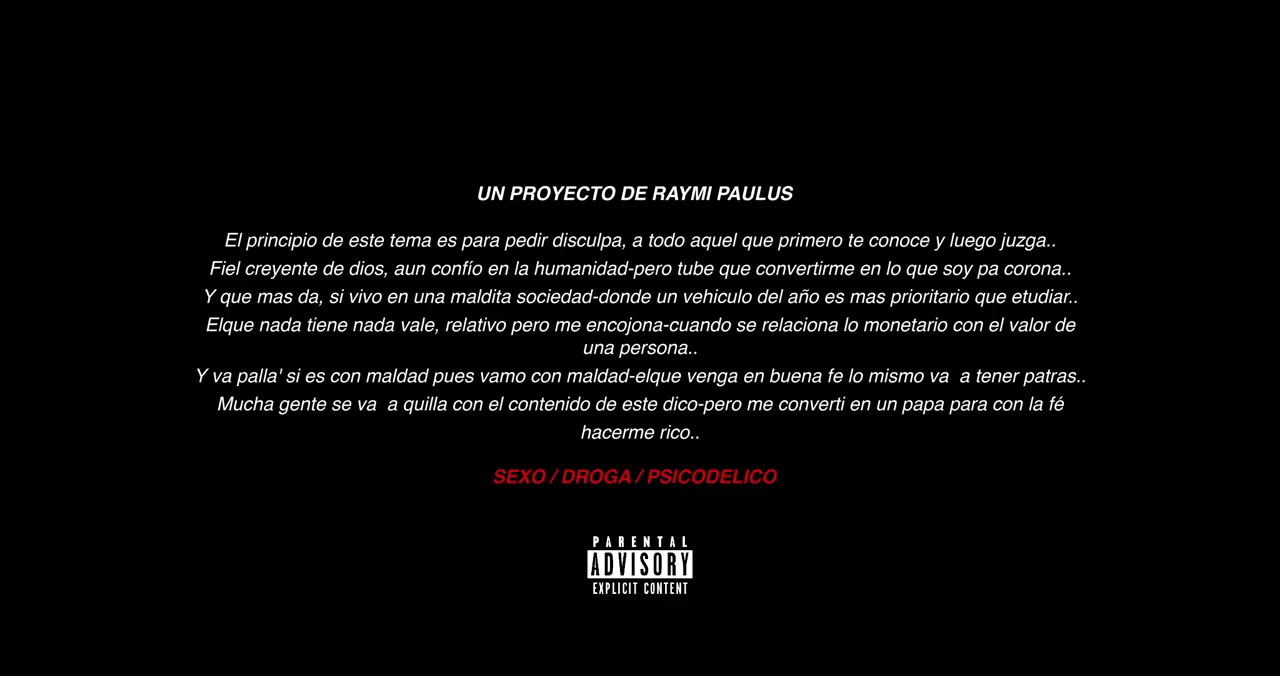 UN PROYECTO DE RAYMI PAULUS
El principio de este tema es para pedir disculpa, a todo aquel que primero te conoce y luego juzga..
Fiel creyente de dios, aun confío en la humanidad-pero tube que convertirme en lo que soy pa corona..
Y que mas da, si vivo en una maldita sociedad-donde un vehiculo del año es mas prioritario que etudiar..
Elque nada tiene nada vale, relativo pero me encojona-cuando se relaciona lo monetario con el valor de
una persona..
Y va palla' si es con maldad pues vamo con maldad-elque venga en buena fe lo mismo va  a tener patras..
Mucha gente se va  a quilla con el contenido de este dico-pero me converti en un papa para con la fé
hacerme rico..
SEXO / DROGA / PSICODELICO
PARENTAL
ADVISORY
EXPLICIT CONTENT